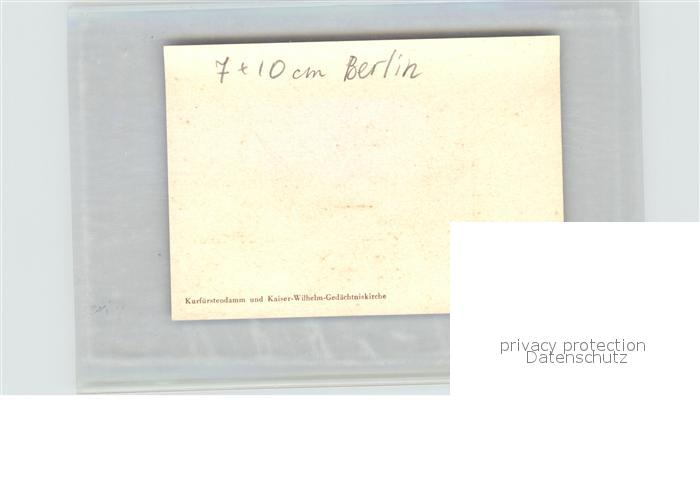 7 + 10 cm Berlin
Kurfürstendamm und Kaiser-Wilhelm-Gedächtniskirche
privacy protection
Datenschutz